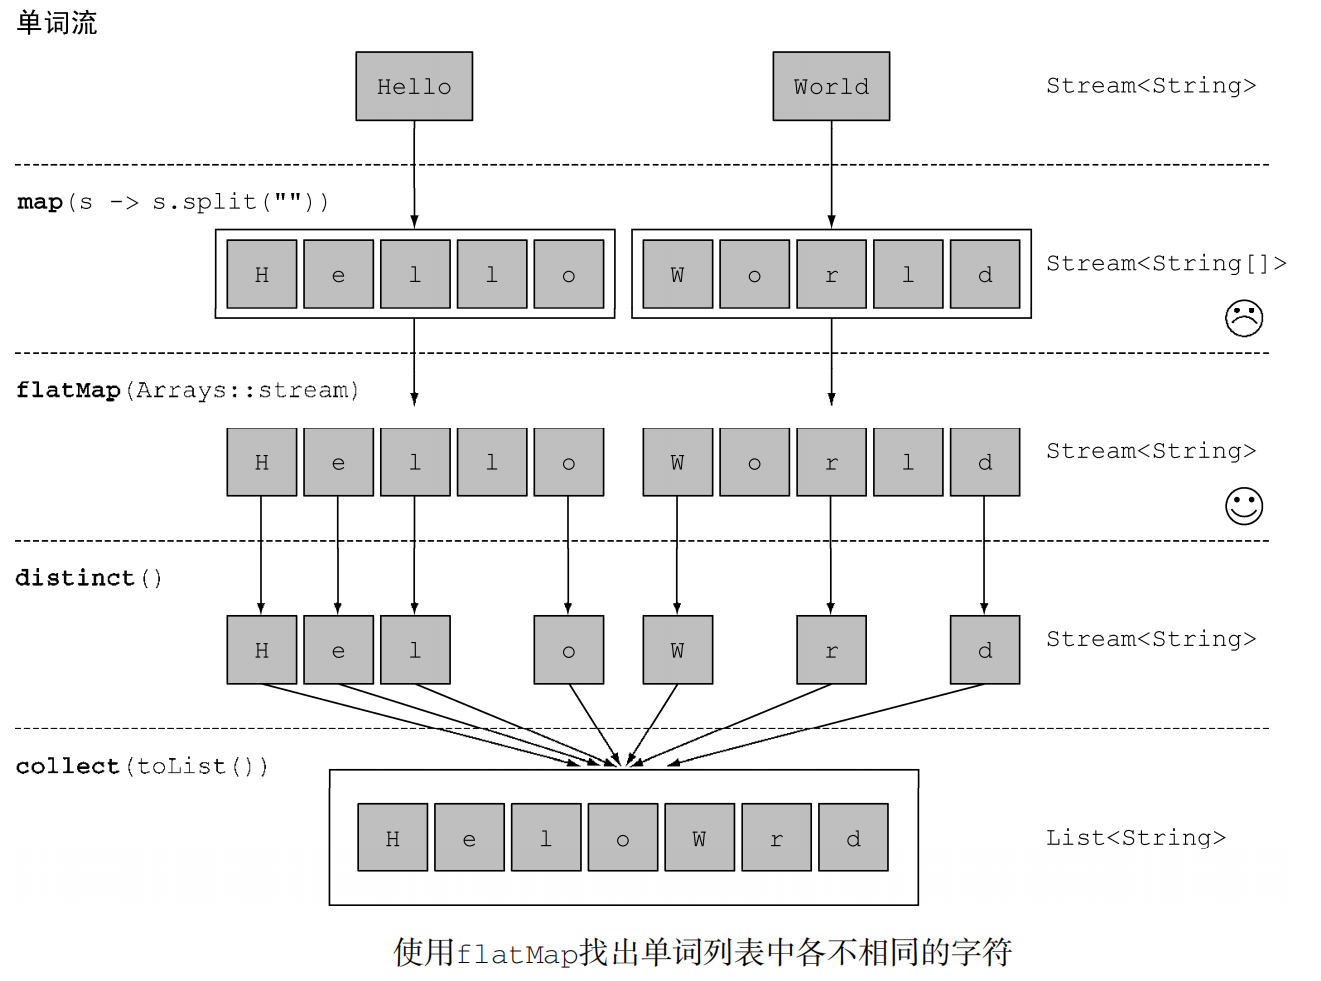 单词流
Hello World Stream<String>
map(s -> s.split(""))
H e l l o W o r l d Stream<String[]>
flatMap(Arrays::stream)
H e l l o W o r l d Stream<String>
distinct()
H e l o W r d Stream<String>
collect(toList())
H e l o W r d List<String>
使用flatMap找出单词列表中各不相同的字符